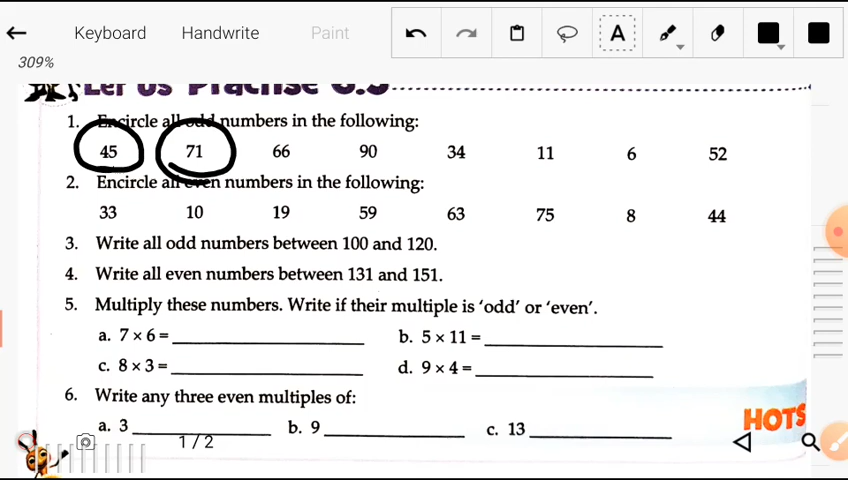 Keyboard Handwrite Paint A
309%
Let Us Practise
1. Encircle all odd numbers in the following:
45 71 66 90 34 11 6 52
2. Encircle all even numbers in the following:
33 10 19 59 63 75 8 44
3. Write all odd numbers between 100 and 120.
4. Write all even numbers between 131 and 151.
5. Multiply these numbers. Write if their multiple is ‘odd’ or ‘even’.
a. 7 × 6 = b. 5 × 11 =
c. 8 × 3 = d. 9 × 4 =
6. Write any three even multiples of:
HOTS
a. 3 b. 9 c. 13
1 / 2